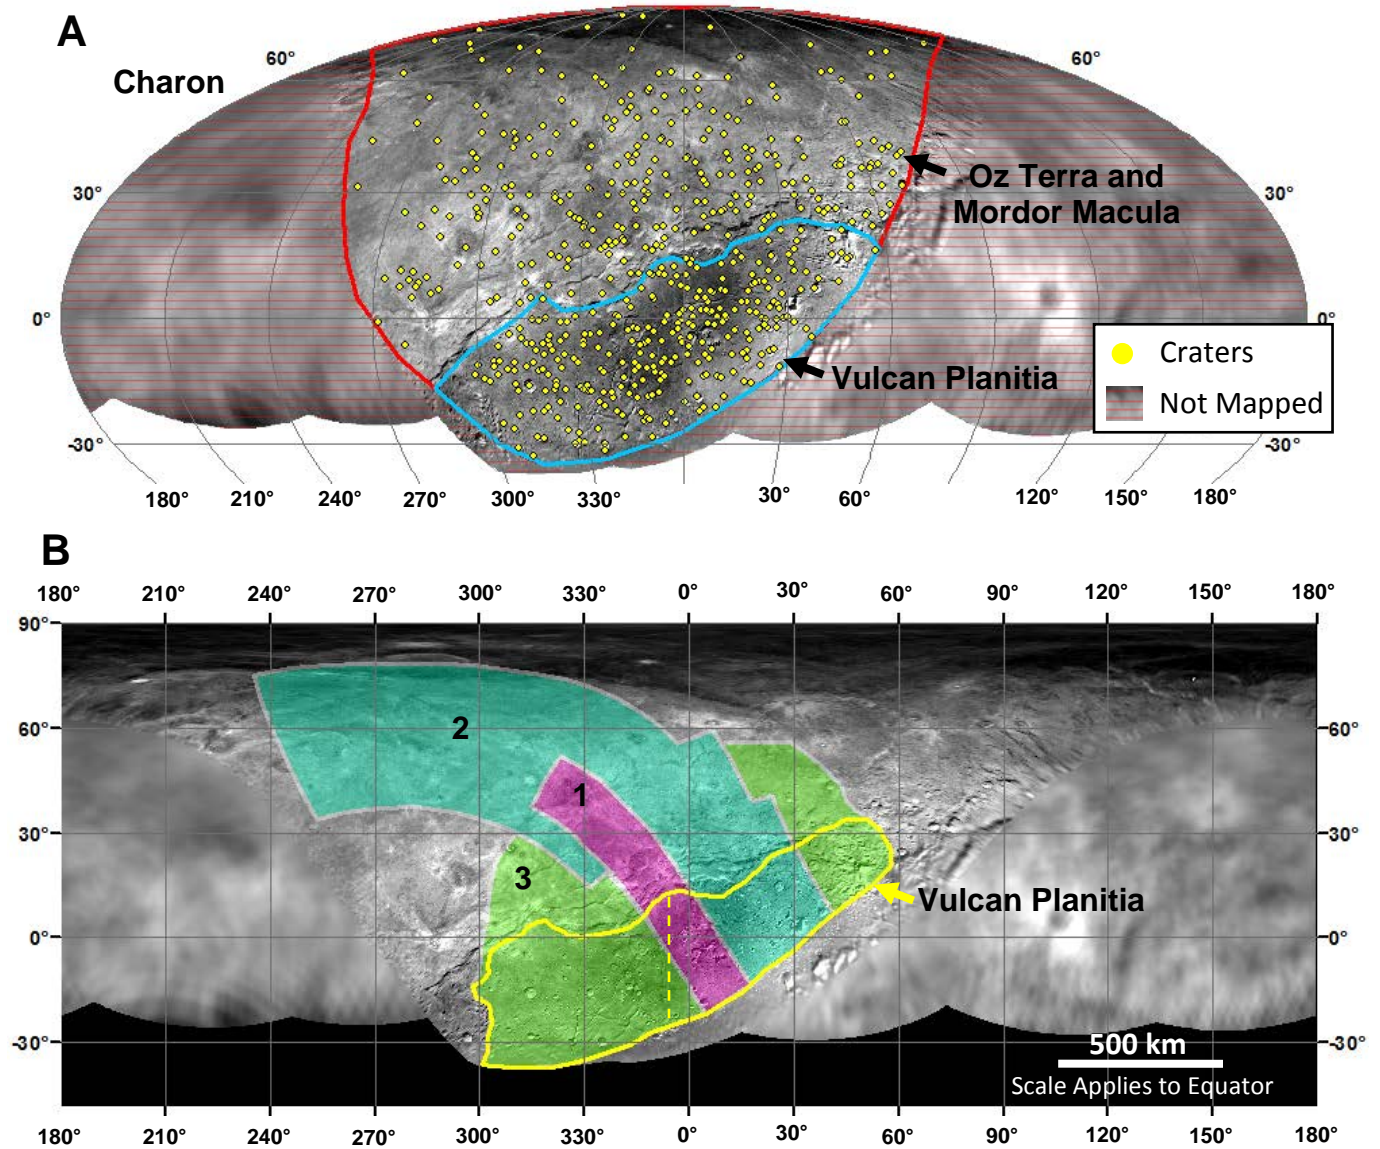 A
Charon
60°
60°
30°
30°
Oz Terra and
Mordor Macula
0°
0°
Craters
Not Mapped
Vulcan Planitia
-30°
-30°
180° 210° 240° 270° 300° 330° 30° 60° 120° 150° 180°
B
180° 210° 240° 270° 300° 330° 0° 30° 60° 90° 120° 150° 180°
90°
60°
60°
2
1
30°
30°
3
Vulcan Planitia
0°
0°
-30°
-30°
500 km
Scale Applies to Equator
180° 210° 240° 270° 300° 330° 0° 30° 60° 90° 120° 150° 180°